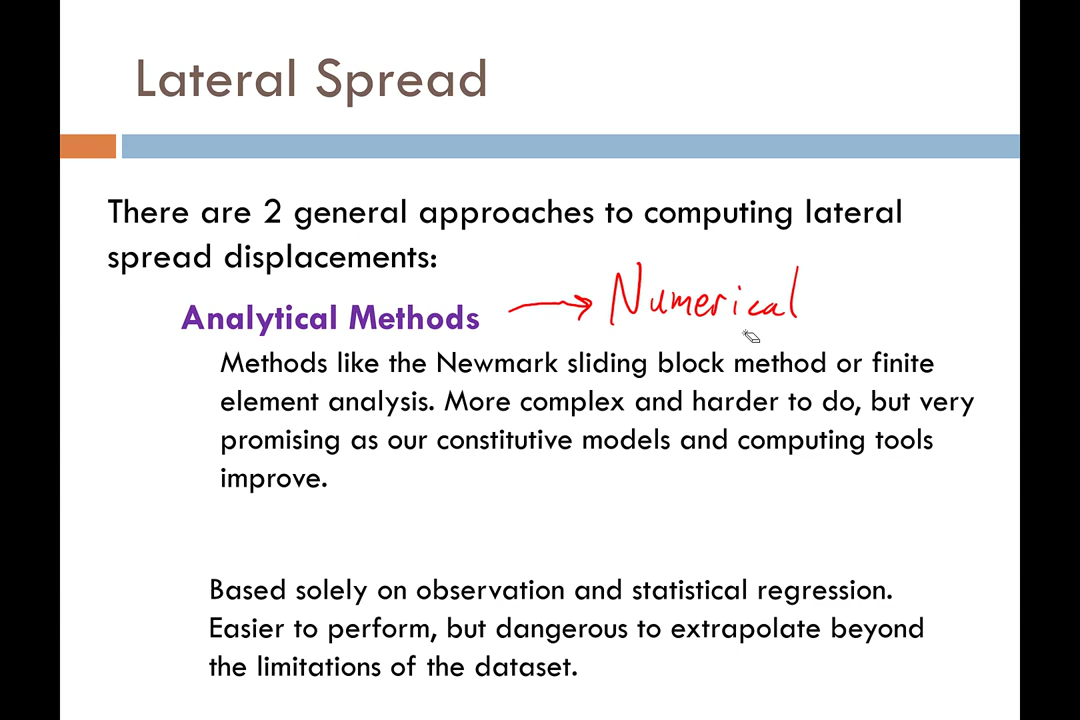 Lateral Spread
There are 2 general approaches to computing lateral
spread displacements:
Analytical Methods → Numerical
Methods like the Newmark sliding block method or finite
element analysis. More complex and harder to do, but very
promising as our constitutive models and computing tools
improve.
Based solely on observation and statistical regression.
Easier to perform, but dangerous to extrapolate beyond
the limitations of the dataset.